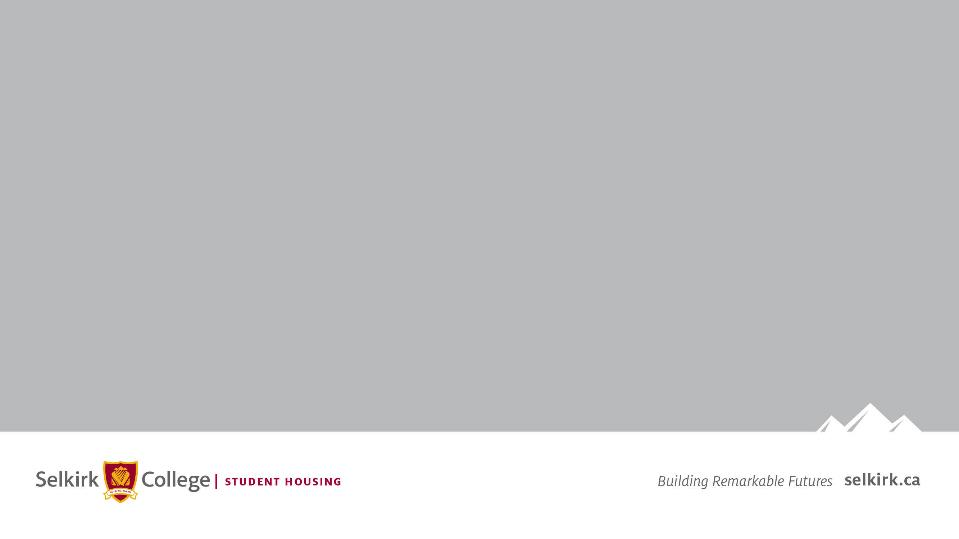 Selkirk College | STUDENT HOUSING
Building Remarkable Futures selkirk.ca